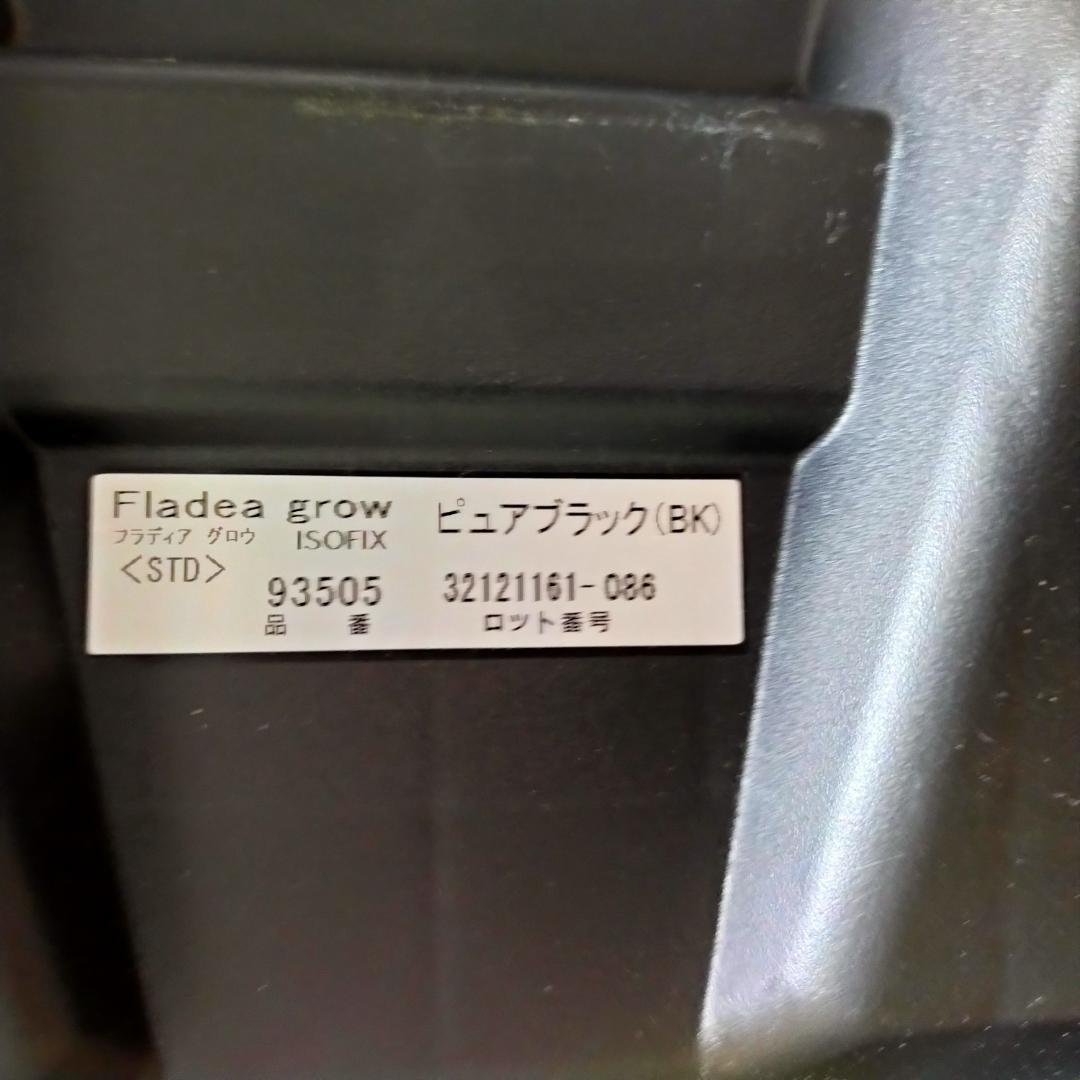 Fladea grow ピュアブラック(BK)
フラディア グロウ ISOFIX
<STD>
93505 32121161-086
品 番 ロット番号